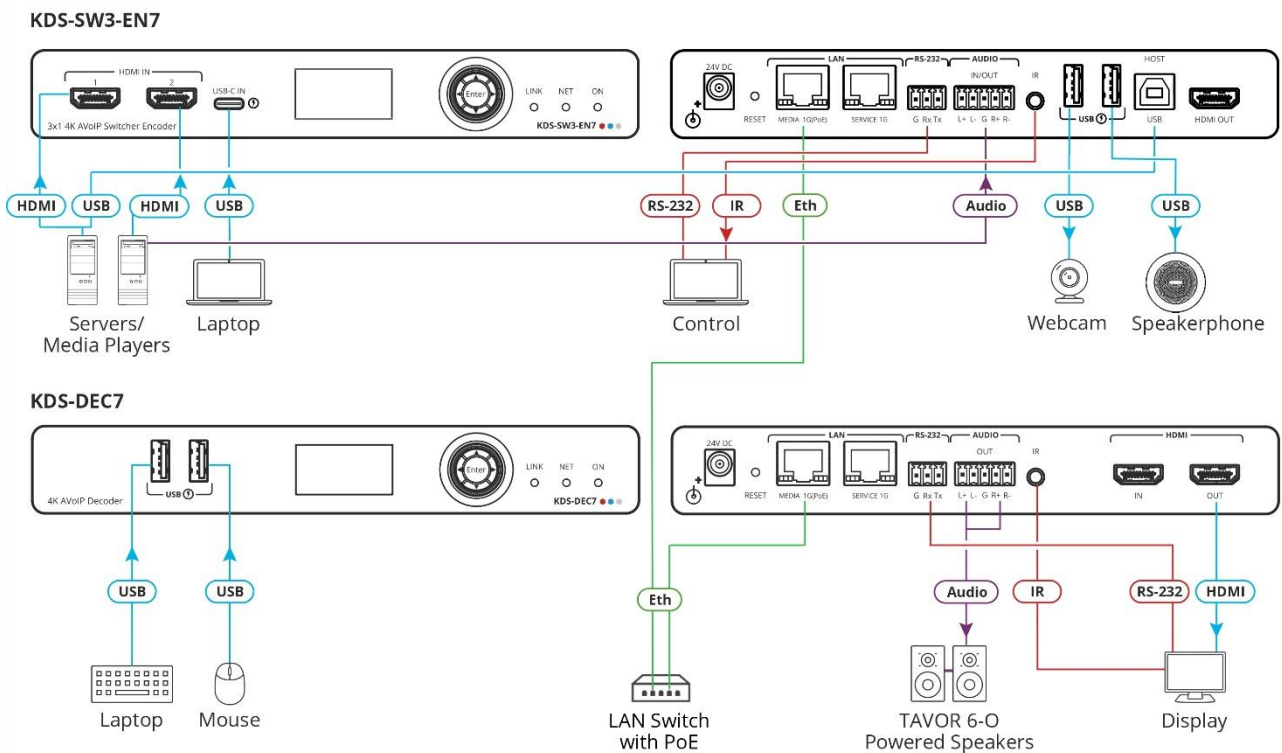 KDS-SW3-EN7
HDMI IN
1 2
USB-C IN
Enter
LINK NET ON
3x1 4K AVoIP Switcher Encoder
KDS-SW3-EN7
24V DC
LAN
RS-232
AUDIO
IN/OUT
IR
HOST
RESET
MEDIA 1G(PoE)
SERVICE 1G
G Rx Tx
L+ L- G R+ R-
USB
USB
HDMI OUT
HDMI
USB
HDMI
USB
RS-232
IR
Eth
Audio
USB
USB
Servers/
Media Players
Laptop
Control
Webcam
Speakerphone
KDS-DEC7
USB
Enter
LINK NET ON
4K AVoIP Decoder
KDS-DEC7
24V DC
LAN
RS-232
AUDIO
OUT
IR
HDMI
RESET
MEDIA 1G(PoE)
SERVICE 1G
G Rx Tx
L+ L- G R+ R-
IN
OUT
USB
USB
Eth
Audio
IR
RS-232
HDMI
Laptop
Mouse
LAN Switch
with PoE
TAVOR 6-O
Powered Speakers
Display